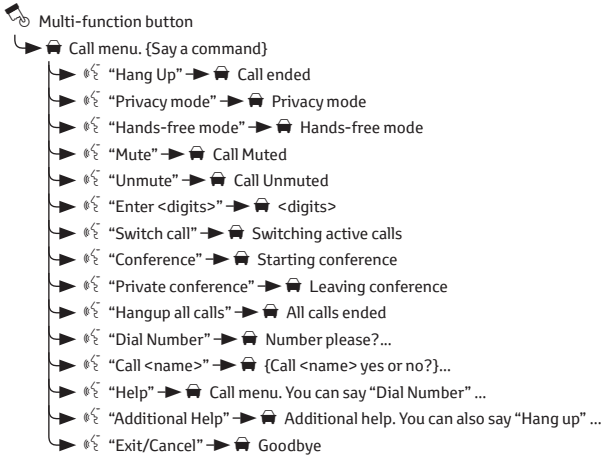 Multi-function button
Call menu. {Say a command}
“Hang Up” Call ended
“Privacy mode” Privacy mode
“Hands-free mode” Hands-free mode
“Mute” Call Muted
“Unmute” Call Unmuted
“Enter <digits>” <digits>
“Switch call” Switching active calls
“Conference” Starting conference
“Private conference” Leaving conference
“Hangup all calls” All calls ended
“Dial Number” Number please?...
“Call <name>” {Call <name> yes or no?}...
“Help” Call menu. You can say “Dial Number” ...
“Additional Help” Additional help. You can also say “Hang up” ...
“Exit/Cancel” Goodbye